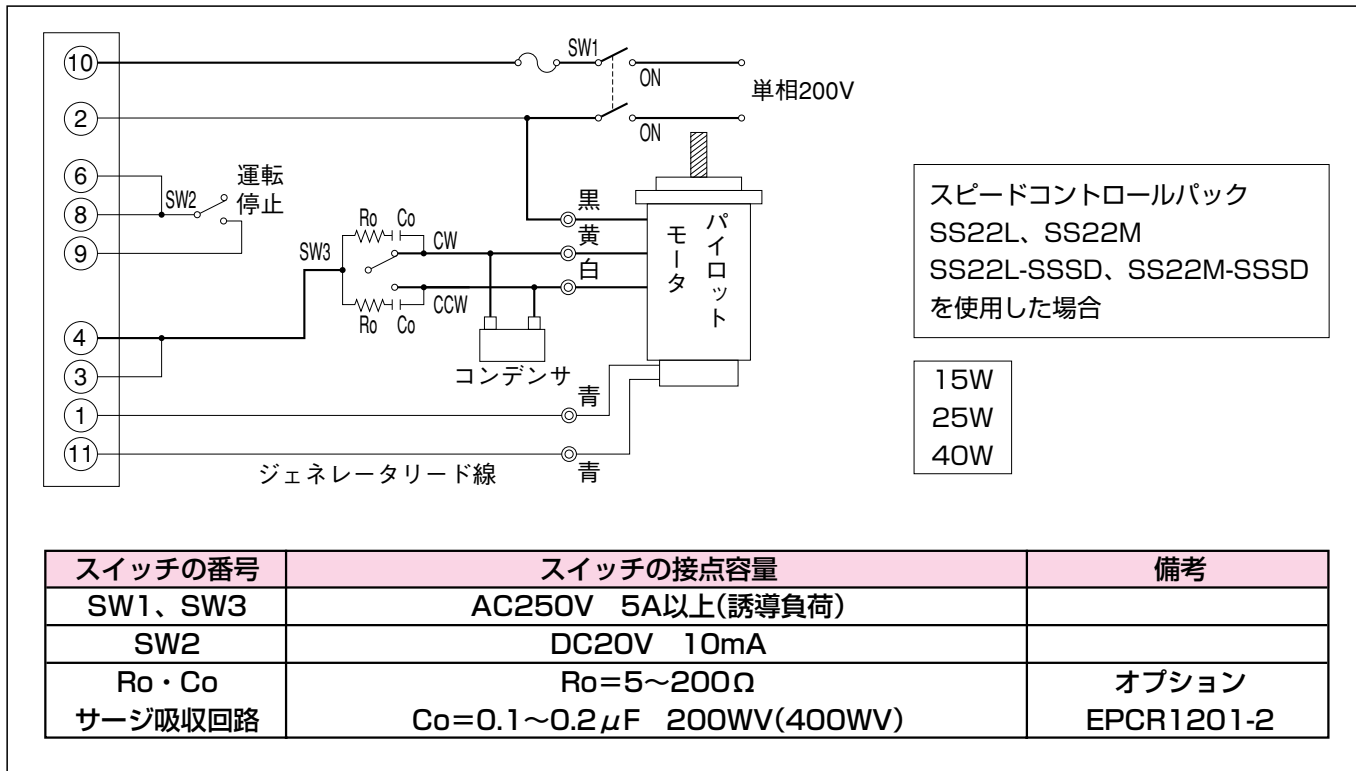 ⑩
SW1
ON
単相200V
②
ON
⑥
運転
SW2
停止
⑧
⑨
スピードコントロールパック
SS22L、SS22M
SS22L-SSSD、SS22M-SSSD
を使用した場合
Ro Co
CW
SW3
CCW
Ro Co
黒
黄
白
パイロット
モータ
コンデンサ
④
③
①
⑪
青
青
ジェネレータリード線
15W
25W
40W
スイッチの番号 スイッチの接点容量 備考
SW1、SW3 AC250V 5A以上(誘導負荷)
SW2 DC20V 10mA
Ro・Co Ro=5～200Ω オプション
サージ吸収回路 Co=0.1～0.2μF 200WV(400WV) EPCR1201-2